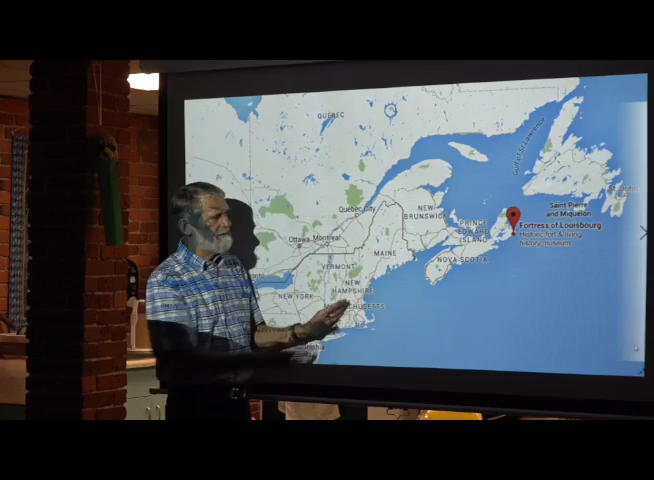 QUÉBEC
Gulf of St Lawrence
Quebec City
NEW
BRUNSWICK
PRINCE
EDWARD
ISLAND
Saint Pierre
and Miquelon
Fortress of Louisbourg
Historic fort & living
history museum
Ottawa
Montreal
MAINE
NOVA SCOTIA
VERMONT
NEW
HAMPSHIRE
NEW YORK